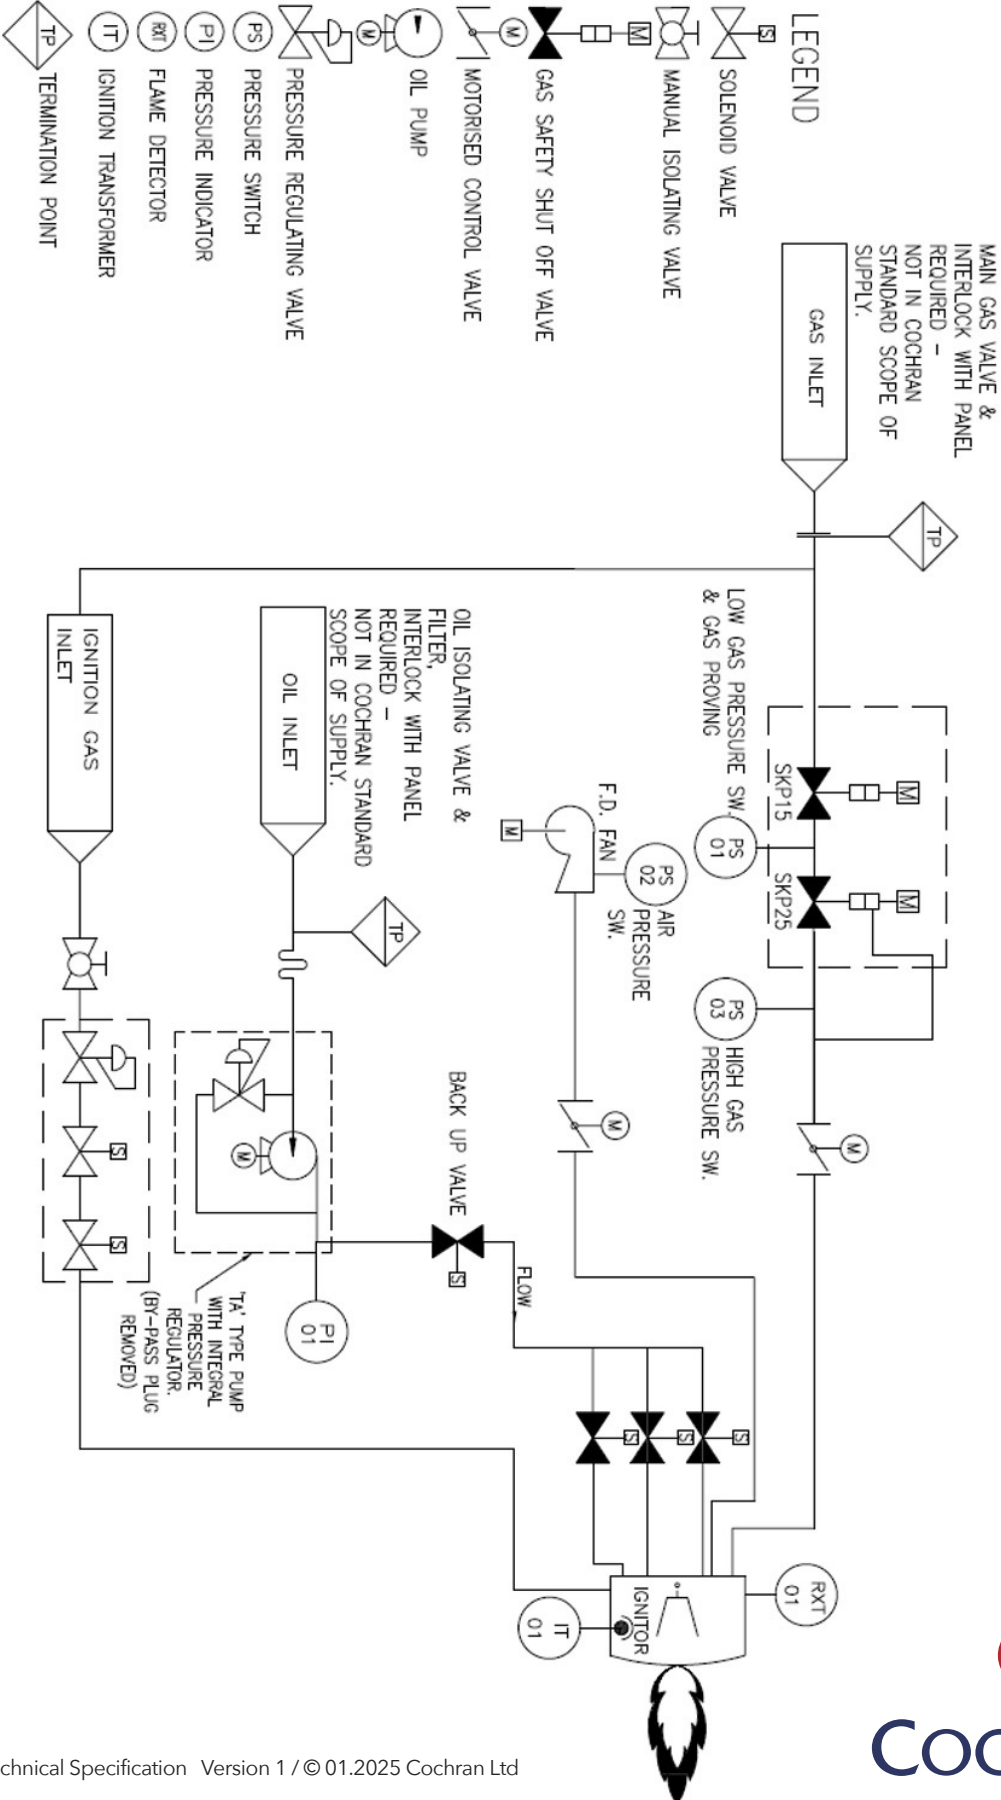 LEGEND
S
SOLENOID VALVE
M
MANUAL ISOLATING VALVE
GAS SAFETY SHUT OFF VALVE
M
MOTORISED CONTROL VALVE
M
OIL PUMP
PRESSURE REGULATING VALVE
PS
PRESSURE SWITCH
PI
PRESSURE INDICATOR
RXT
FLAME DETECTOR
IT
IGNITION TRANSFORMER
TP
TERMINATION POINT
MAIN GAS VALVE &
INTERLOCK WITH PANEL
REQUIRED –
NOT IN COCHRAN
STANDARD SCOPE OF
SUPPLY.
GAS INLET
TP
LOW GAS PRESSURE SW.
& GAS PROVING
M
SKP15
PS
01
M
SKP25
PS
03
HIGH GAS
PRESSURE SW.
M
F.D. FAN
M
PS
02
AIR
PRESSURE
SW.
M
OIL ISOLATING VALVE &
FILTER,
INTERLOCK WITH PANEL
REQUIRED –
NOT IN COCHRAN STANDARD
SCOPE OF SUPPLY.
OIL INLET
TP
M
BACK UP VALVE
S
FLOW
PI
01
'TA' TYPE PUMP
WITH INTEGRAL
PRESSURE
REGULATOR.
(BY–PASS PLUG
REMOVED)
S
S
S
IGNITION GAS
INLET
S
S
RXT
01
IGNITOR
IT
01
chnical Specification Version 1 / © 01.2025 Cochran Ltd
Coc